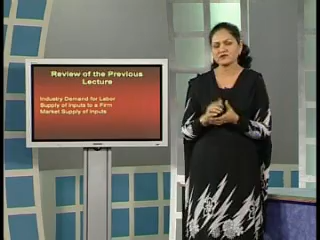 Review of the Previous
Lecture
Industry Demand for Labor
Supply of Inputs to a Firm
Market Supply of Inputs